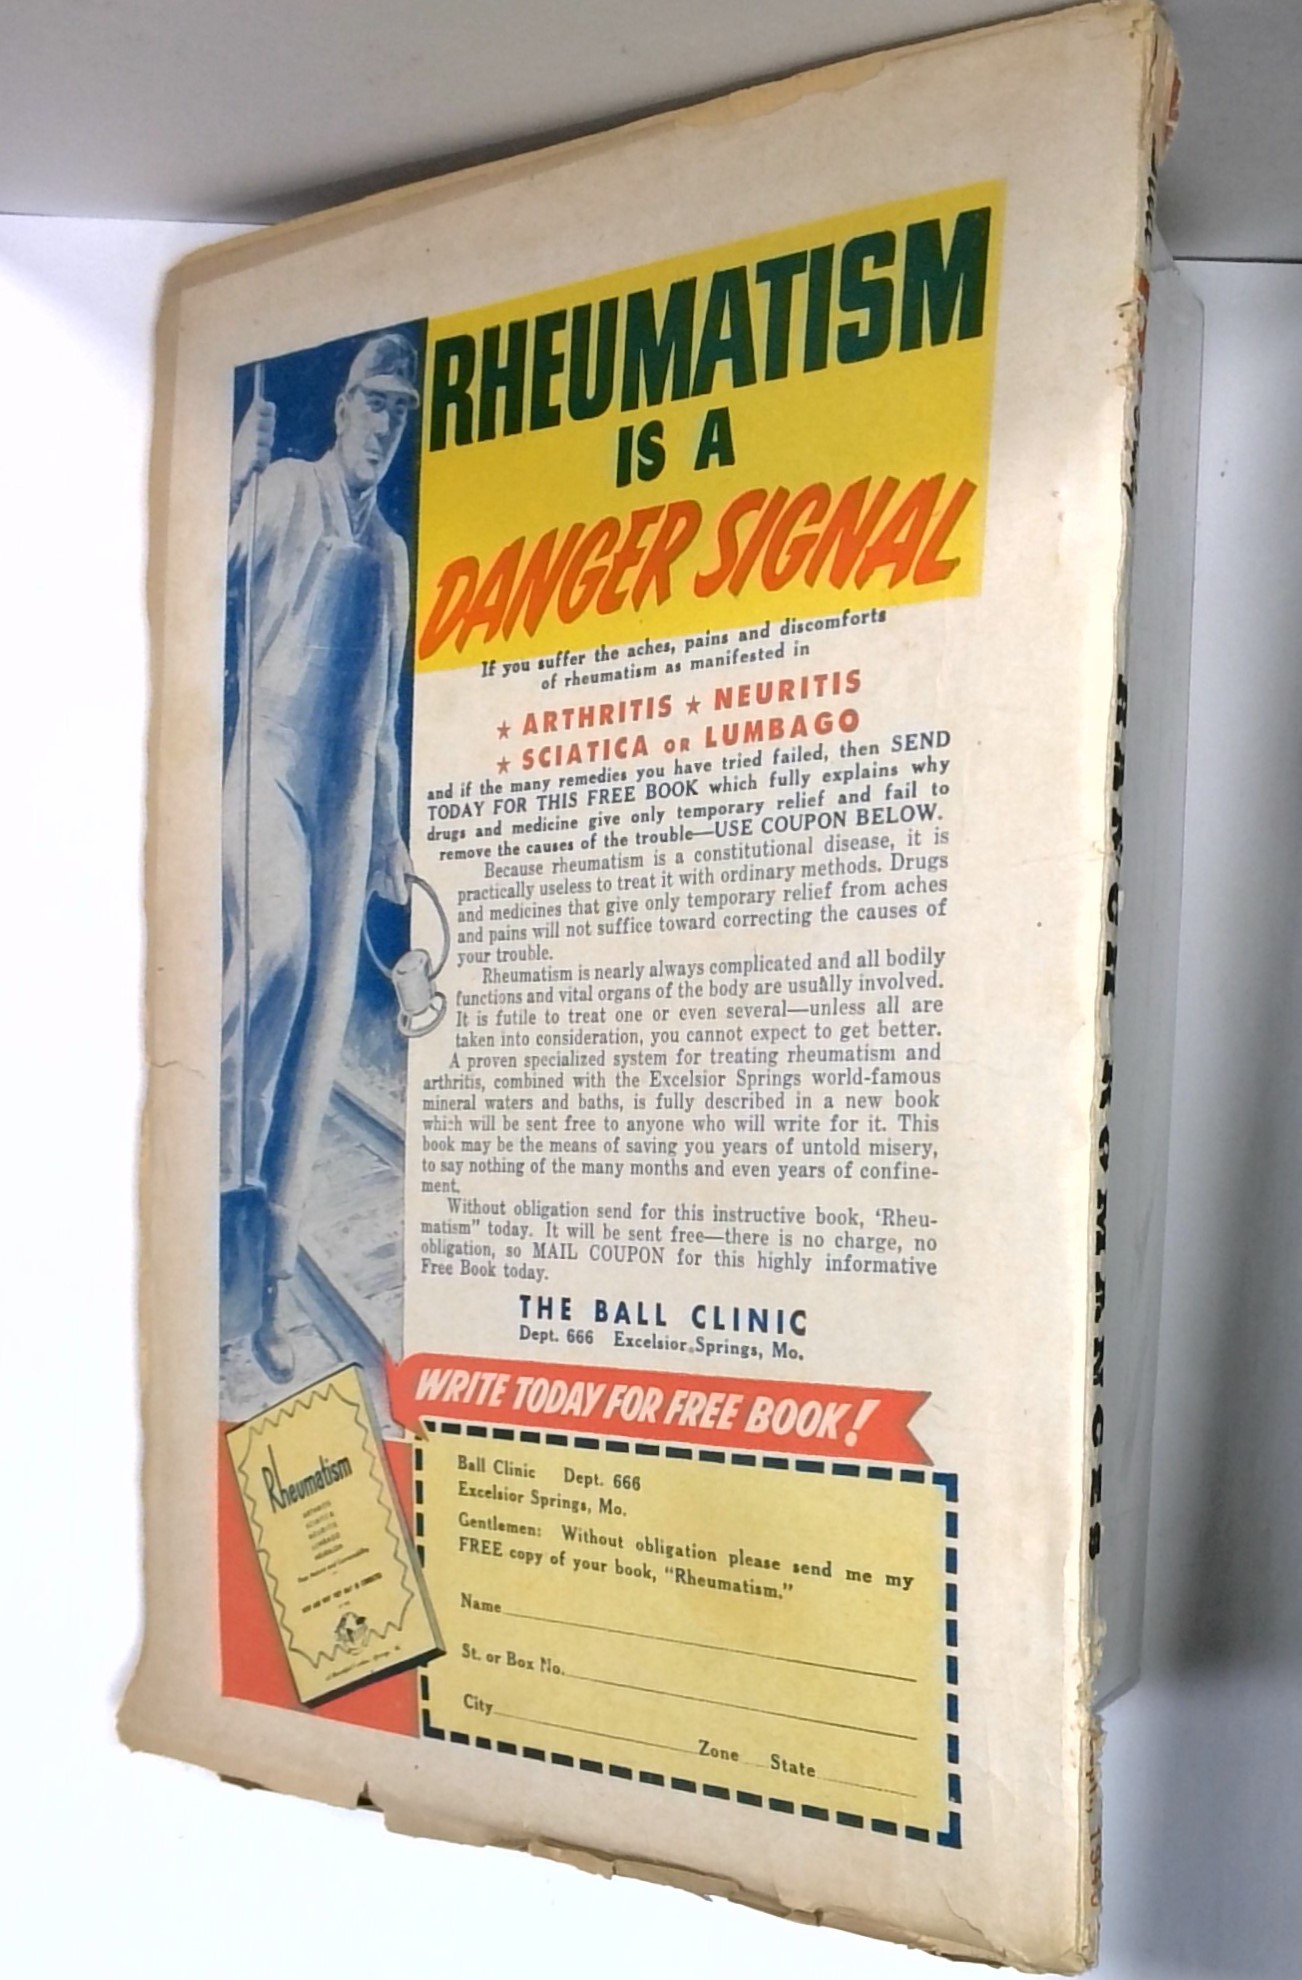 RHEUMATISM
IS A
DANGER SIGNAL
If you suffer the aches, pains and discomforts
of rheumatism as manifested in
★ ARTHRITIS ★ NEURITIS
★ SCIATICA OR LUMBAGO
and if the many remedies you have tried failed, then SEND
TODAY FOR THIS FREE BOOK which fully explains why
drugs and medicine give only temporary relief and fail to
remove the causes of the trouble—USE COUPON BELOW.
Because rheumatism is a constitutional disease, it is
practically useless to treat it with ordinary methods. Drugs
and medicines that give only temporary relief from aches
and pains will not suffice toward correcting the causes of
your trouble.
Rheumatism is nearly always complicated and all bodily
functions and vital organs of the body are usually involved.
It is futile to treat one or even several—unless all are
taken into consideration, you cannot expect to get better.
A proven specialized system for treating rheumatism and
arthritis, combined with the Excelsior Springs world-famous
mineral waters and baths, is fully described in a new book
which will be sent free to anyone who will write for it. This
book may be the means of saving you years of untold misery,
to say nothing of the many months and even years of confine-
ment.
Without obligation send for this instructive book, ‘Rheu-
matism” today. It will be sent free—there is no charge, no
obligation, so MAIL COUPON for this highly informative
Free Book today.
THE BALL CLINIC
Dept. 666 Excelsior Springs, Mo.
WRITE TODAY FOR FREE BOOK!
Rheumatism
ARTHRITIS
SCIATICA
NEURITIS
LUMBAGO
Ball Clinic Dept. 666
Excelsior Springs, Mo.
Gentlemen: Without obligation please send me my
FREE copy of your book, “Rheumatism.”
Name
St. or Box No.
City
Zone State
RANCH ROMANCES